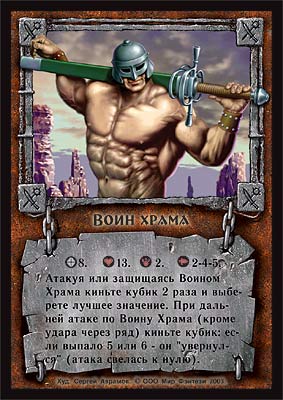 ВОИН ХРАМА
8. 13. 2. 2-4-5
Атакуя или защищаясь Воином
Храма киньте кубик 2 раза и выбе-
рете лучшее значение. При даль-
ней атаке по Воину Храма (кроме
удара через ряд) киньте кубик: ес-
ли выпало 5 или 6 - он "увернул-
ся" (атака свелась к нулю).
Худ. Сергей Аврамов. © ООО Мир Фэнтези 2003